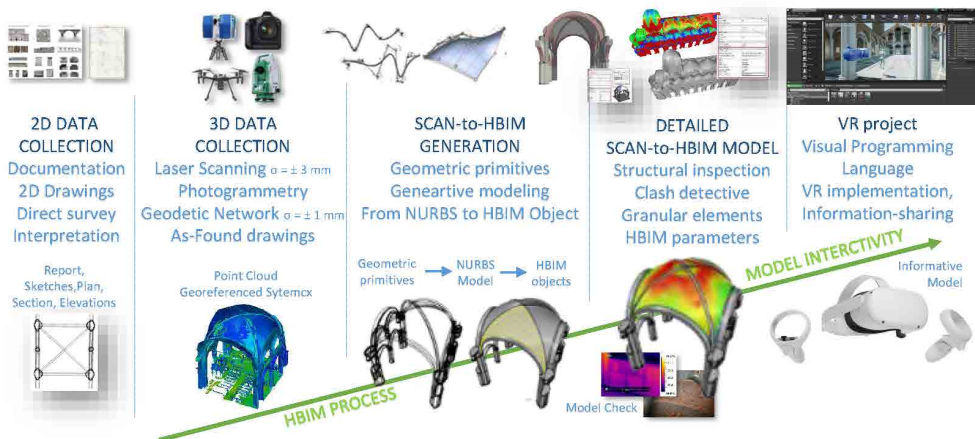 2D DATA
COLLECTION
Documentation
2D Drawings
Direct survey
Interpretation
Report,
Sketches,Plan,
Section, Elevations
3D DATA
COLLECTION
Laser Scanning σ = ± 3 mm
Photogrammetry
Geodetic Network σ = ± 1 mm
As-Found drawings
Point Cloud
Georeferenced Sytemcx
SCAN-to-HBIM
GENERATION
Geometric primitives
Geneartive modeling
From NURBS to HBIM Object
Geometric
primitives
NURBS
Model
HBIM
objects
DETAILED
SCAN-to-HBIM MODEL
Structural inspection
Clash detective
Granular elements
HBIM parameters
Model Check
VR project
Visual Programming
Language
VR implementation,
Information-sharing
Informative
Model
HBIM PROCESS
MODEL INTERCTIVITY